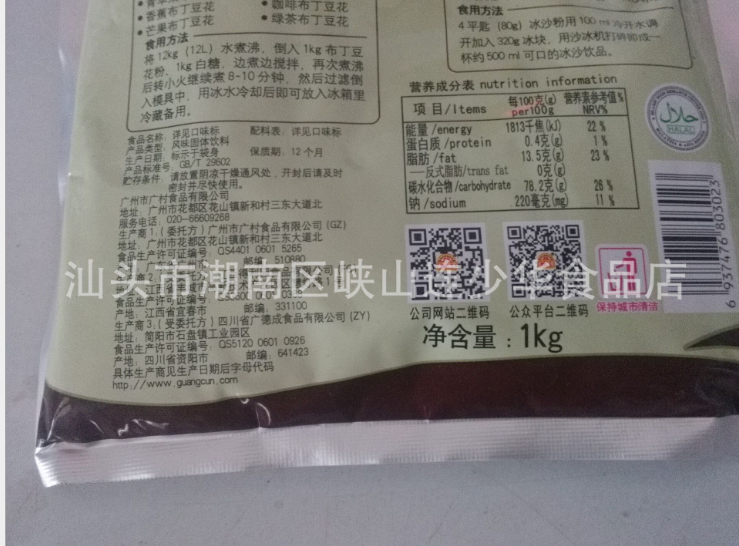 •香蕉布丁豆花
•芒果布丁豆花
•咖啡布丁豆花
•绿茶布丁豆花
食用方法
将12kg（12L）水煮沸，倒入1kg布丁豆
花粉，1kg白糖，边煮边搅拌，再次煮沸
后转小火继续煮8-10分钟，然后过滤倒
入模具中，用冰水冷却后即可放入冰箱里
冷藏备用。
食用方法
4平匙（80g）冰沙粉用100ml冷开水调
开加入320g冰块，用沙冰机打碎即成一
杯约500ml可口的冰沙饮品。
食品名称：详见口味标
配料表：详见口味标
产品类型：风味固体饮料
生产日期：标示于袋身
保质期：12个月
产品标准号：GB/T 29602
贮存条件：请放置阴凉干燥通风处，开封后请及时
密封并尽快使用。
广州市广村食品有限公司
地址：广州市花都区花山镇新和村三东大道北
服务电话：020-66609268
生产商1.（委托方）广州市广村食品有限公司(GZ)
地址：广州市花都区花山镇新和村三东大道北
食品生产许可证编号：QS4401 0601 5265
邮编：510880
产地：江西省宜春市
邮编：331100
生产商3.（受委托方）四川省广德成食品有限公司(ZY)
地址：简阳市石盘镇工业园区
食品生产许可证编号：QS5120 0601 0926
产地：四川省资阳市
邮编：641423
具体生产商见生产日期后字母代码
http://www.guangcun.com
营养成分表 nutrition information
项目/Items 每100克(g) 营养素参考值%
per100g NRV%
能量/energy 1813千焦(kJ) 22%
蛋白质/protein 0.4克(g) 1%
脂肪/fat 13.5克(g) 23%
——反式脂肪/trans fat 0克(g)
碳水化合物/carbohydrate 78.2克(g) 26%
钠/sodium 220毫克(mg) 11%
حلال
HALAL
公司网站二维码
公众平台二维码
保持城市清洁
净含量：1kg
6 937476 803023
汕头市潮南区峡山莲少华食品店